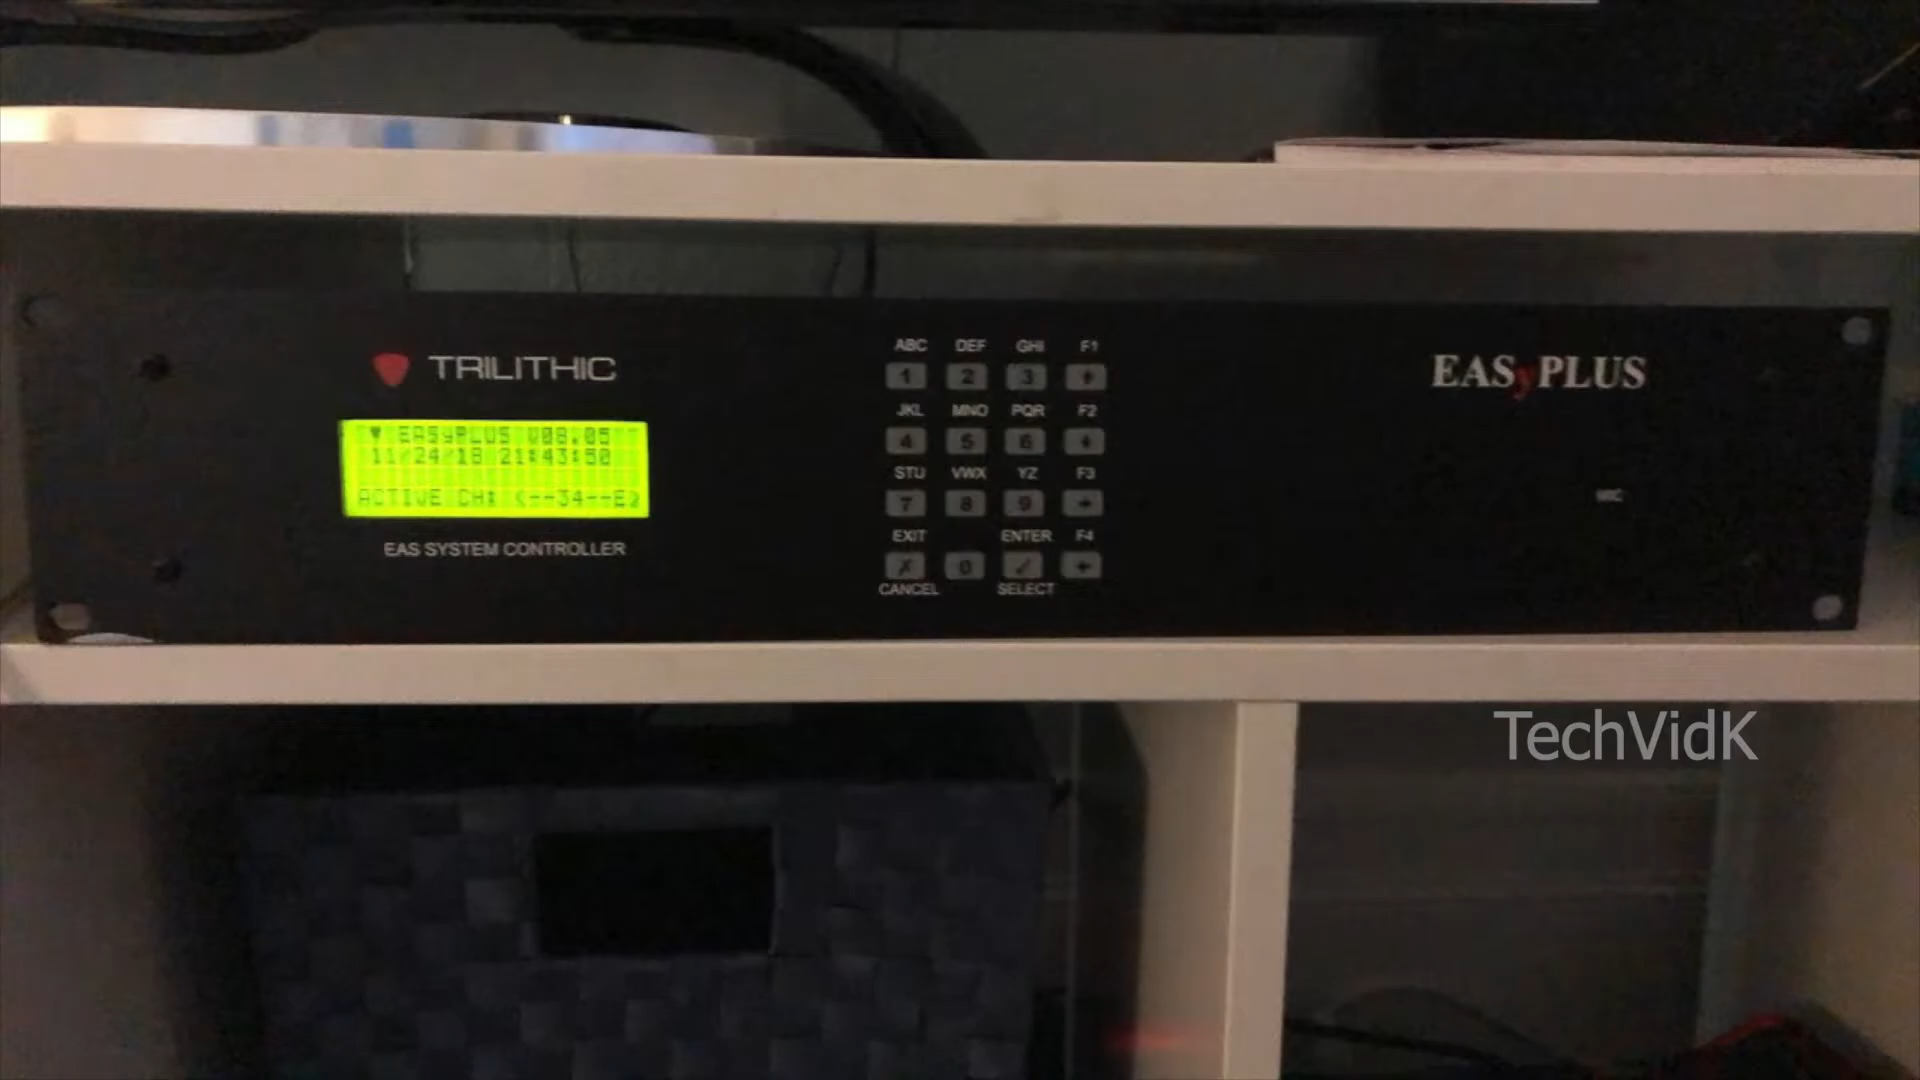 TRILITHIC
EASyPLUS V08.05
11/24/18 21:43:50
ACTIVE CH: <--34--E>
EAS SYSTEM CONTROLLER
ABC DEF GHI F1
1 2 3
JKL MNO PQR F2
4 5 6
STU VWX YZ F3
7 8 9
EXIT ENTER F4
0
CANCEL SELECT
EASyPLUS
MIC
TechVidK